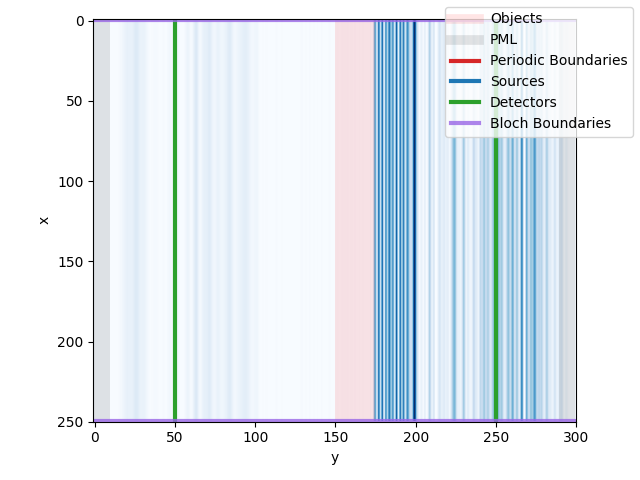 Objects
PML
Periodic Boundaries
Sources
Detectors
Bloch Boundaries
0
50
100
150
200
250
x
0
50
100
150
200
250
300
y